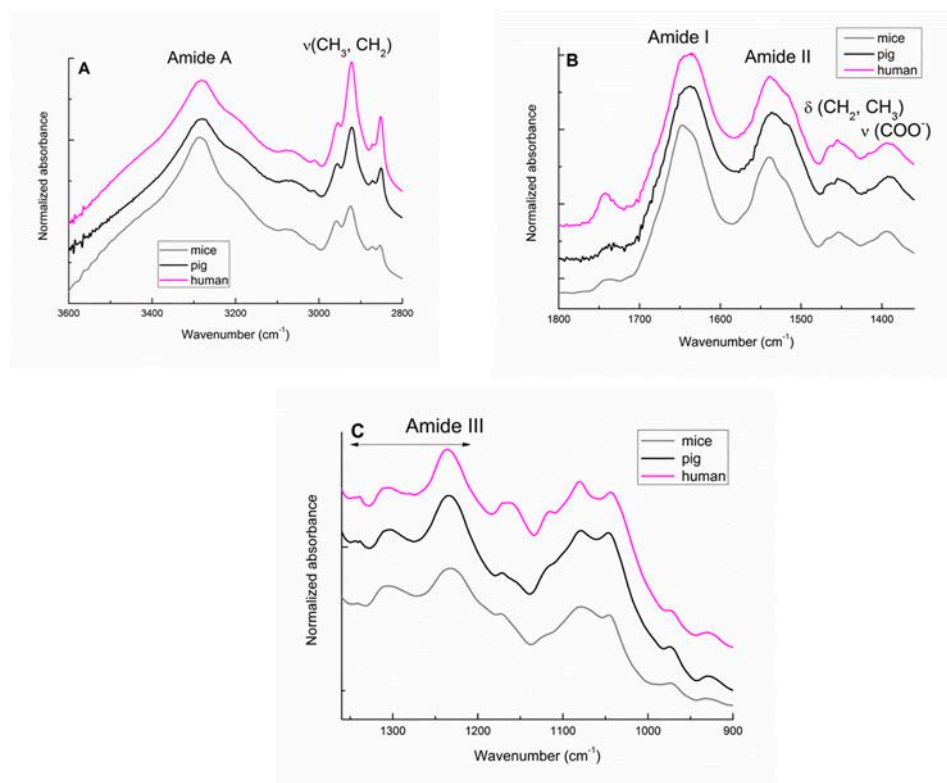 A
Amide A
ν(CH₃, CH₂)
Normalized absorbance
mice
pig
human
3600 3400 3200 3000 2800
Wavenumber (cm⁻¹)
B
Amide I
Amide II
mice
pig
human
δ (CH₂, CH₃)
ν (COO⁻)
Normalized absorbance
1800 1700 1600 1500 1400
Wavenumber (cm⁻¹)
C
Amide III
mice
pig
human
Normalized absorbance
1300 1200 1100 1000 900
Wavenumber (cm⁻¹)